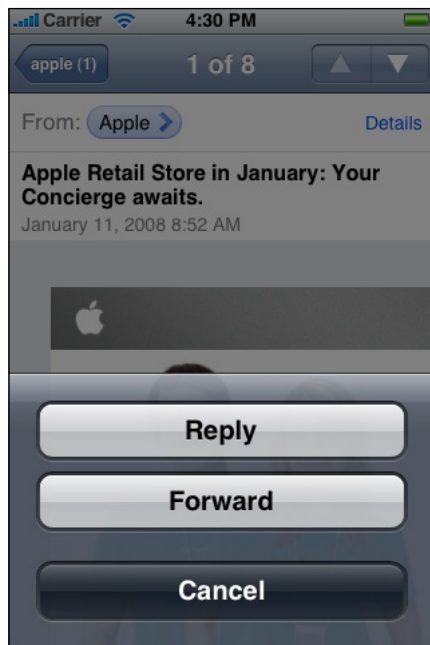 Carrier 4:30 PM
apple (1) 1 of 8
From: Apple Details
Apple Retail Store in January: Your
Concierge awaits.
January 11, 2008 8:52 AM
Reply
Forward
Cancel